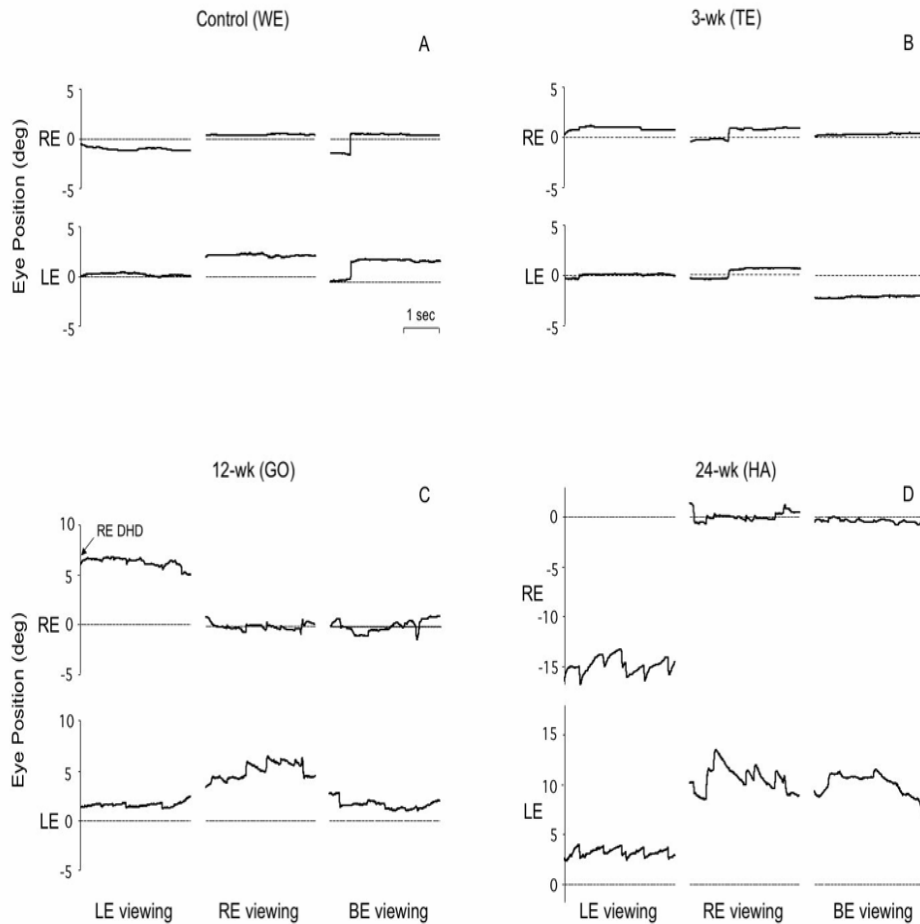 Control (WE)
A
5
RE 0
-5
5
LE 0
-5
Eye Position (deg)
1 sec
3-wk (TE)
B
5
RE 0
-5
5
LE 0
-5
12-wk (GO)
C
10
RE DHD
5
RE 0
-5
10
5
LE 0
-5
Eye Position (deg
LE viewing RE viewing BE viewing
24-wk (HA)
D
0
-5
RE
-10
-15
15
10
LE
5
0
LE viewing RE viewing BE viewing